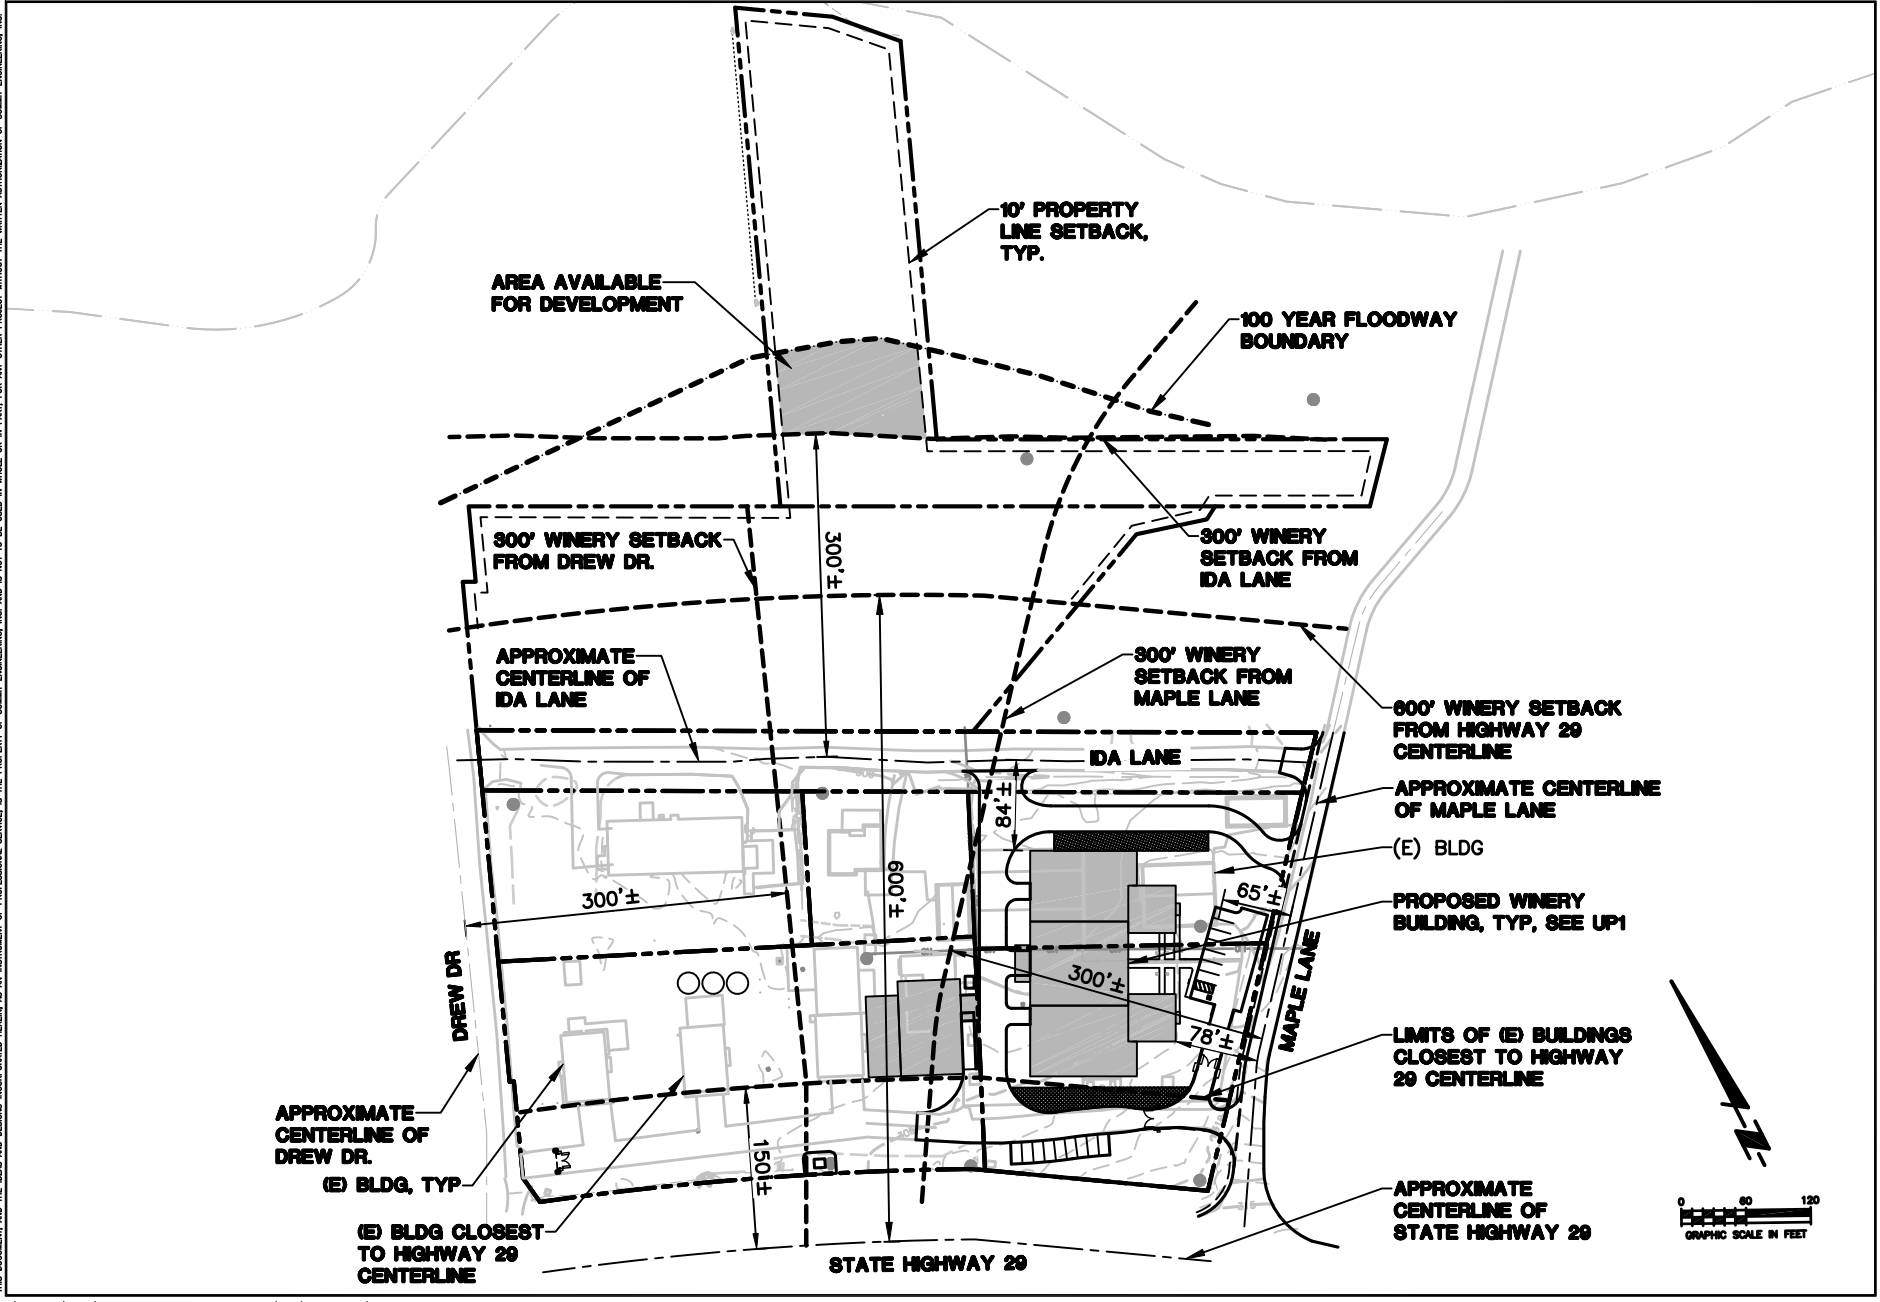 10' PROPERTY
LINE SETBACK,
TYP.
AREA AVAILABLE
FOR DEVELOPMENT
100 YEAR FLOODWAY
BOUNDARY
300' WINERY SETBACK
FROM DREW DR.
300'±
300' WINERY
SETBACK FROM
IDA LANE
APPROXIMATE
CENTERLINE OF
IDA LANE
300' WINERY
SETBACK FROM
MAPLE LANE
600' WINERY SETBACK
FROM HIGHWAY 29
CENTERLINE
IDA LANE
APPROXIMATE CENTERLINE
OF MAPLE LANE
84'±
(E) BLDG
300'±
600'±
65'±
PROPOSED WINERY
BUILDING, TYP, SEE UP1
DREW DR
300'±
MAPLE LANE
78'±
LIMITS OF (E) BUILDINGS
CLOSEST TO HIGHWAY
29 CENTERLINE
APPROXIMATE
CENTERLINE OF
DREW DR.
150'±
(E) BLDG, TYP
(E) BLDG CLOSEST
TO HIGHWAY 29
CENTERLINE
STATE HIGHWAY 29
APPROXIMATE
CENTERLINE OF
STATE HIGHWAY 29
N
0 60 120
GRAPHIC SCALE IN FEET